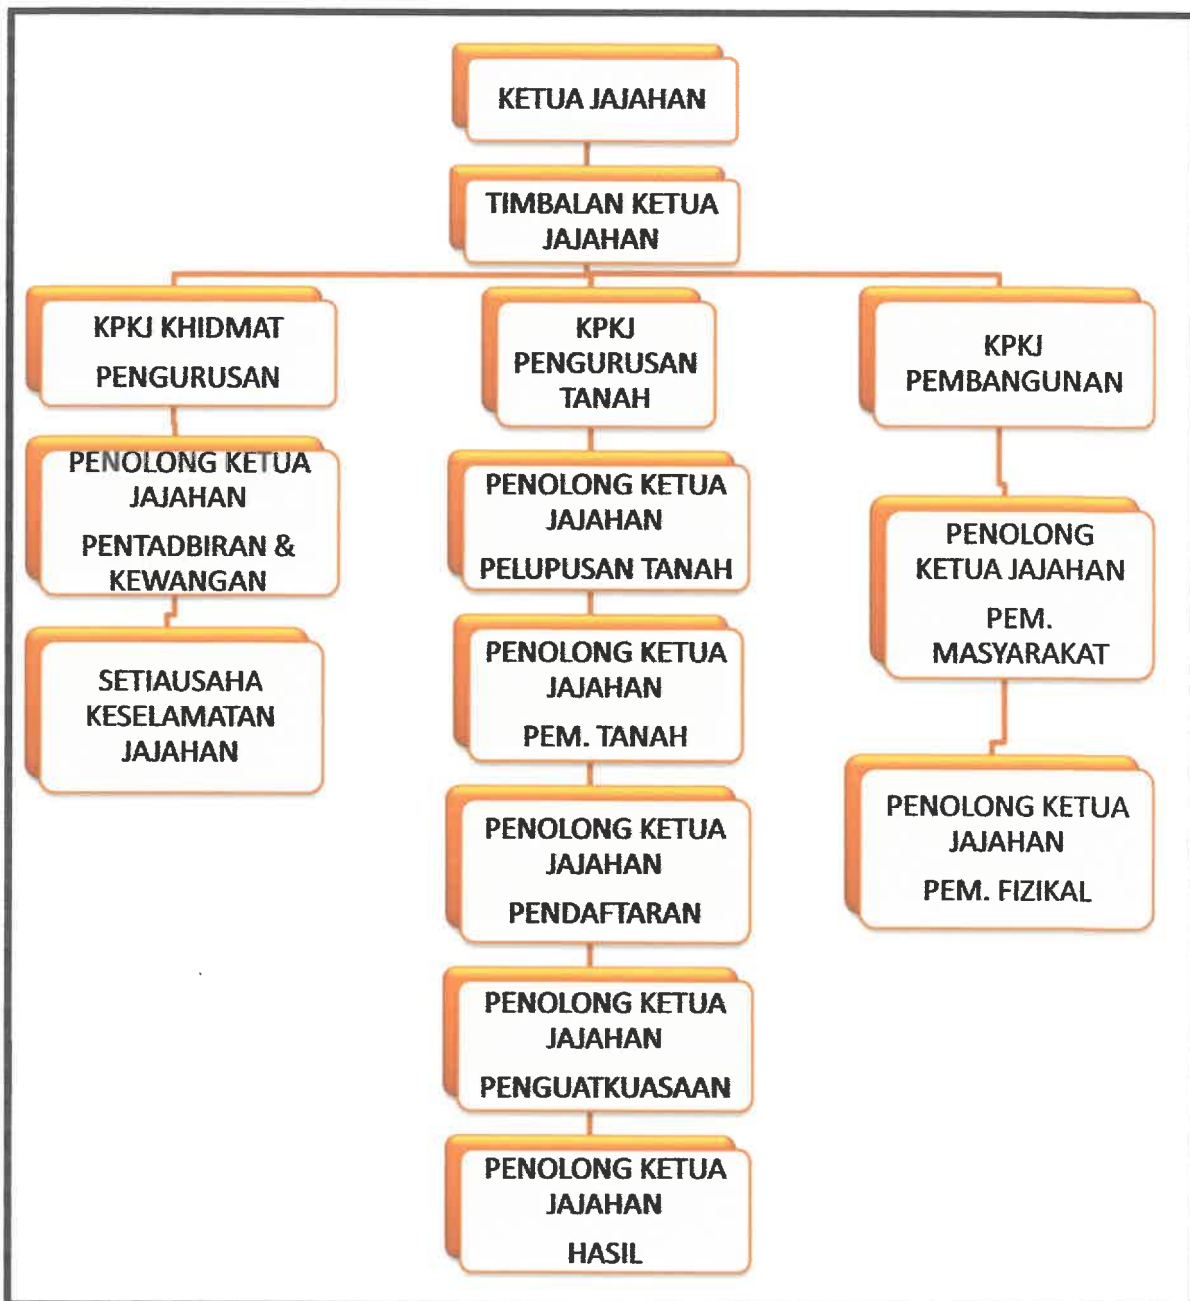 KETUA JAJAHAN
TIMBALAN KETUA
JAJAHAN
KPKJ KHIDMAT
PENGURUSAN
PENOLONG KETUA
JAJAHAN
PENTADBIRAN &
KEWANGAN
SETIAUSAHA
KESELAMATAN
JAJAHAN
KPKJ
PENGURUSAN
TANAH
PENOLONG KETUA
JAJAHAN
PELUPUSAN TANAH
PENOLONG KETUA
JAJAHAN
PEM. TANAH
PENOLONG KETUA
JAJAHAN
PENDAFTARAN
PENOLONG KETUA
JAJAHAN
PENGUATKUASAAN
PENOLONG KETUA
JAJAHAN
HASIL
KPKJ
PEMBANGUNAN
PENOLONG
KETUA JAJAHAN
PEM.
MASYARAKAT
PENOLONG KETUA
JAJAHAN
PEM. FIZIKAL